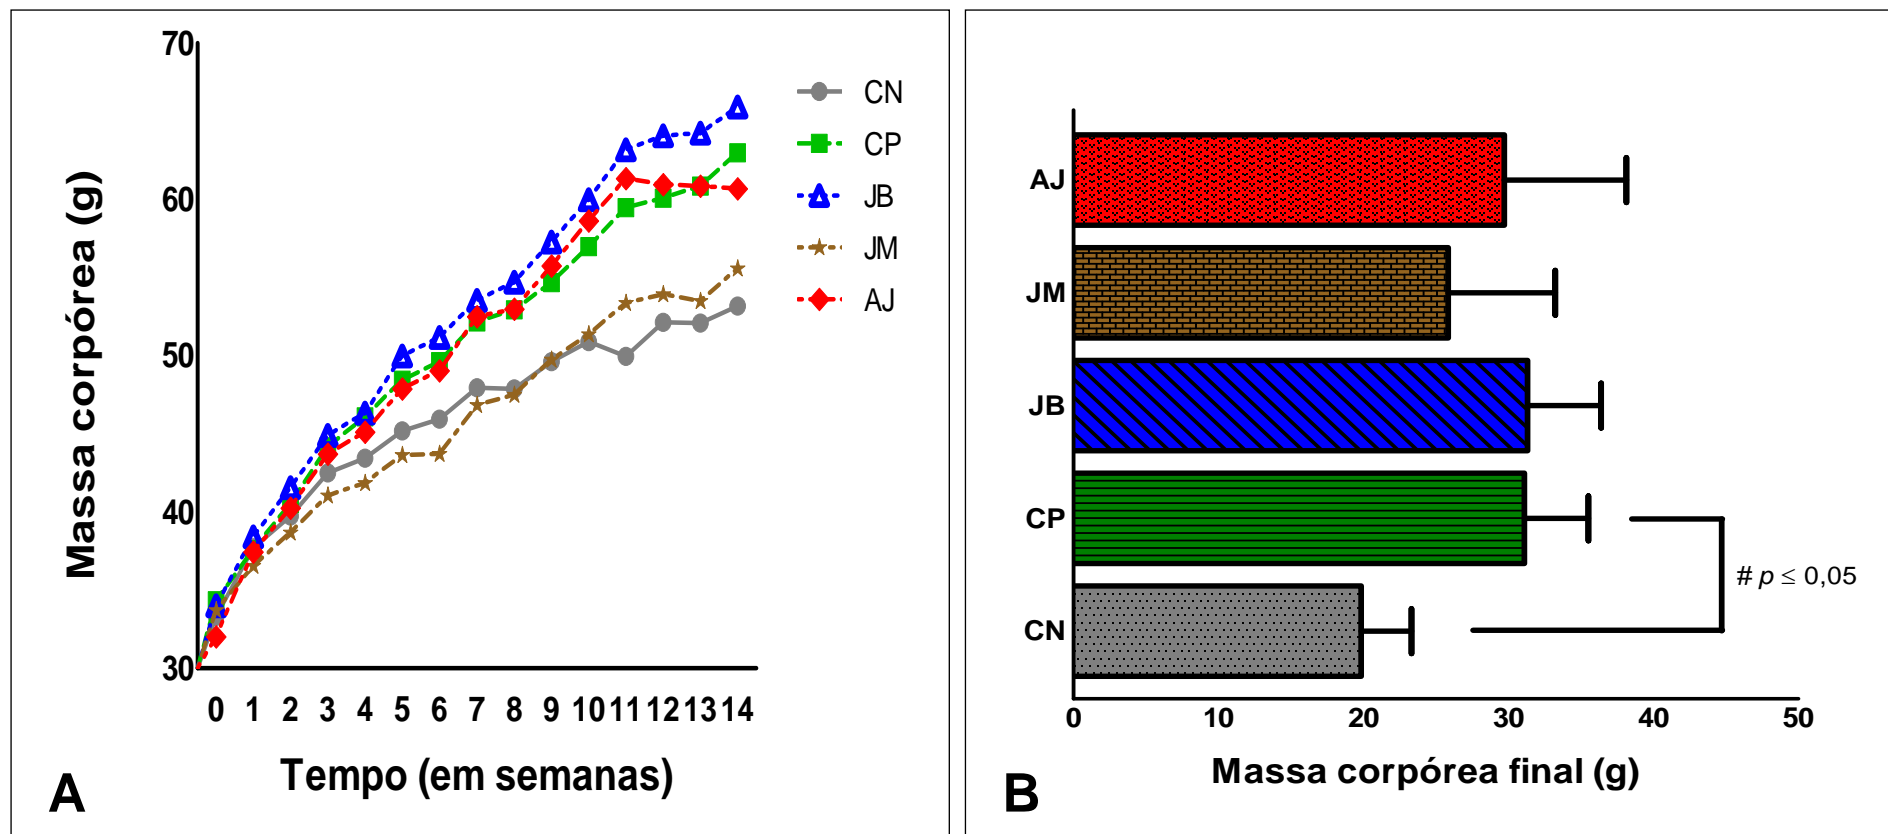 70
60
50
40
30
Massa corpórea (g)
0 1 2 3 4 5 6 7 8 9 10 11 12 13 14
Tempo (em semanas)
CN
CP
JB
JM
AJ
A
AJ
JM
JB
CP
CN
# p ≤ 0,05
0 10 20 30 40 50
Massa corpórea final (g)
B